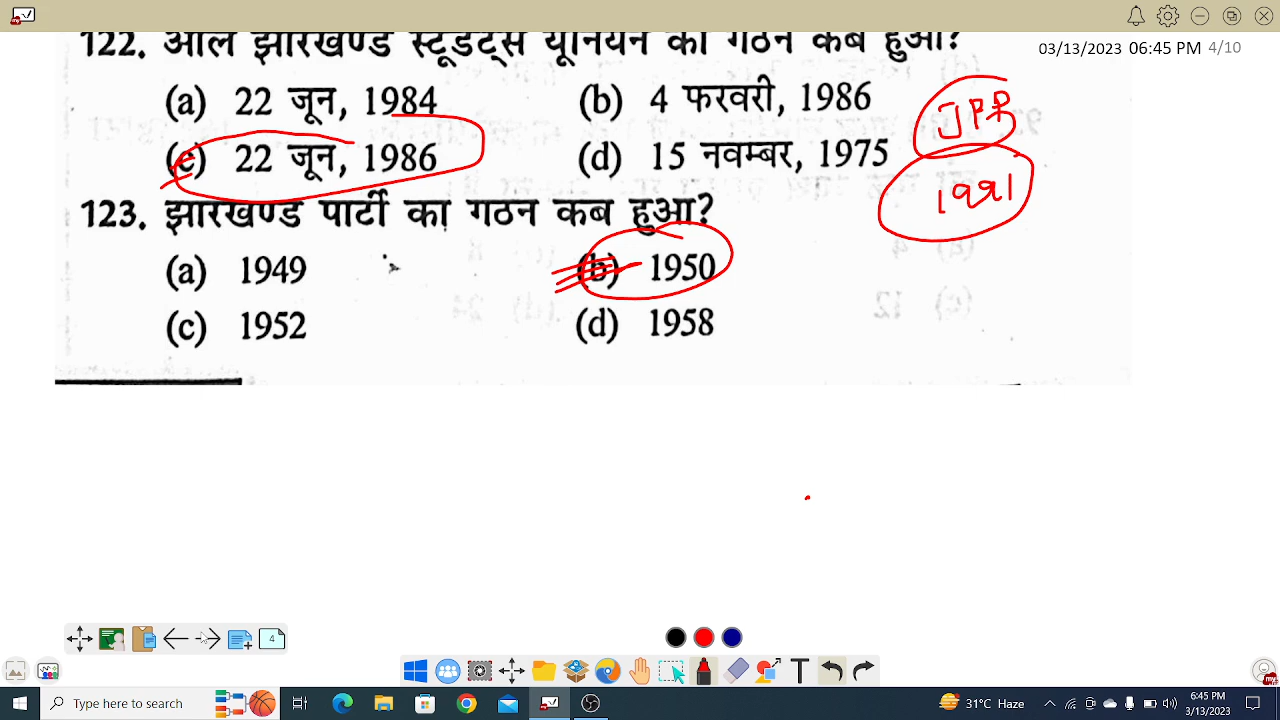 122. ऑल झारखण्ड स्टूडेंट्स यूनियन का गठन कब हुआ?
03/13/2023 06:45 PM 4/10
(a) 22 जून, 1984 (b) 4 फरवरी, 1986
JPP
(c) 22 जून, 1986 (d) 15 नवम्बर, 1975
1991
123. झारखण्ड पार्टी का गठन कब हुआ?
(a) 1949 (b) 1950
(c) 1952 (d) 1958
4
Type here to search
31°C Haze
6:45 PM
3/13/2023